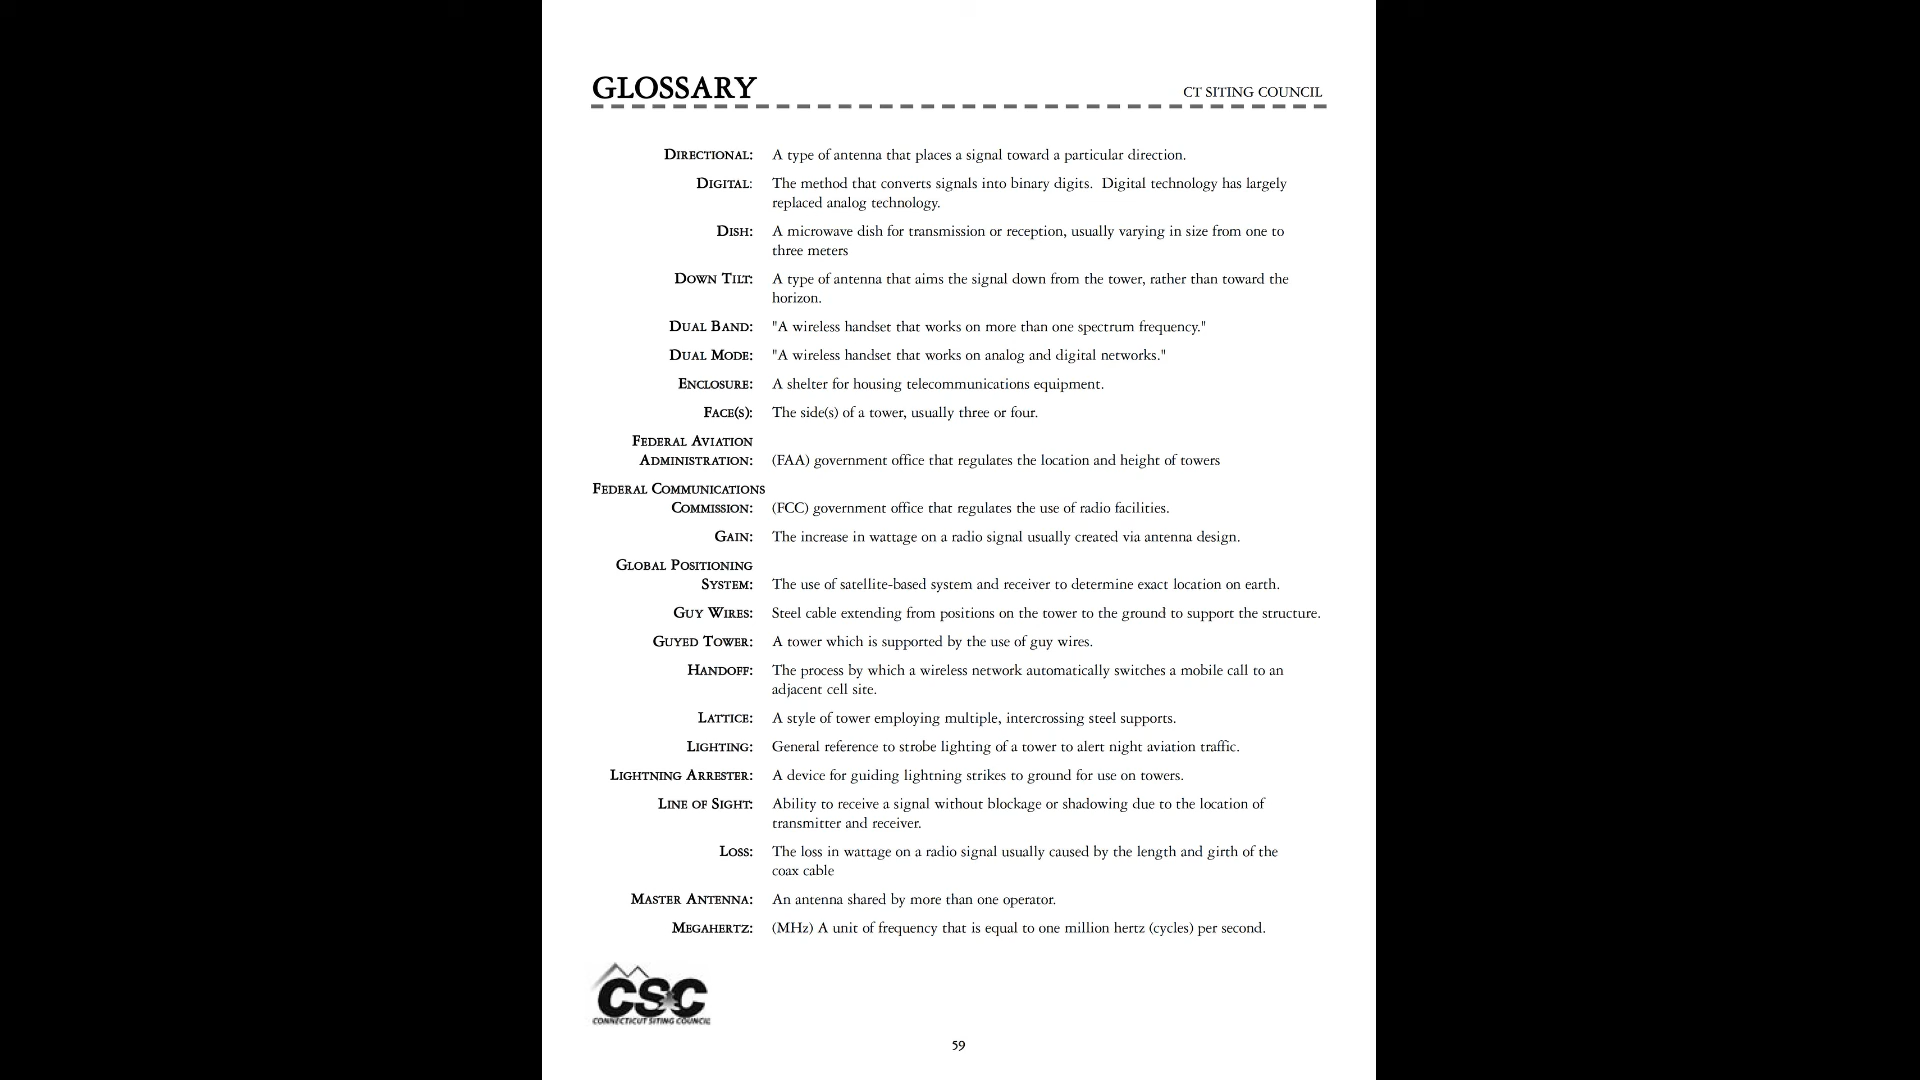 GLOSSARY
CT SITING COUNCIL
DIRECTIONAL: A type of antenna that places a signal toward a particular direction.
DIGITAL: The method that converts signals into binary digits. Digital technology has largely
replaced analog technology.
DISH: A microwave dish for transmission or reception, usually varying in size from one to
three meters
DOWN TILT: A type of antenna that aims the signal down from the tower, rather than toward the
horizon.
DUAL BAND: "A wireless handset that works on more than one spectrum frequency."
DUAL MODE: "A wireless handset that works on analog and digital networks."
ENCLOSURE: A shelter for housing telecommunications equipment.
FACE(S): The side(s) of a tower, usually three or four.
FEDERAL AVIATION
ADMINISTRATION: (FAA) government office that regulates the location and height of towers
FEDERAL COMMUNICATIONS
COMMISSION: (FCC) government office that regulates the use of radio facilities.
GAIN: The increase in wattage on a radio signal usually created via antenna design.
GLOBAL POSITIONING
SYSTEM: The use of satellite-based system and receiver to determine exact location on earth.
GUY WIRES: Steel cable extending from positions on the tower to the ground to support the structure.
GUYED TOWER: A tower which is supported by the use of guy wires.
HANDOFF: The process by which a wireless network automatically switches a mobile call to an
adjacent cell site.
LATTICE: A style of tower employing multiple, intercrossing steel supports.
LIGHTING: General reference to strobe lighting of a tower to alert night aviation traffic.
LIGHTNING ARRESTER: A device for guiding lightning strikes to ground for use on towers.
LINE OF SIGHT: Ability to receive a signal without blockage or shadowing due to the location of
transmitter and receiver.
LOSS: The loss in wattage on a radio signal usually caused by the length and girth of the
coax cable
MASTER ANTENNA: An antenna shared by more than one operator.
MEGAHERTZ: (MHz) A unit of frequency that is equal to one million hertz (cycles) per second.
CSC
CONNECTICUT SITING COUNCIL
59